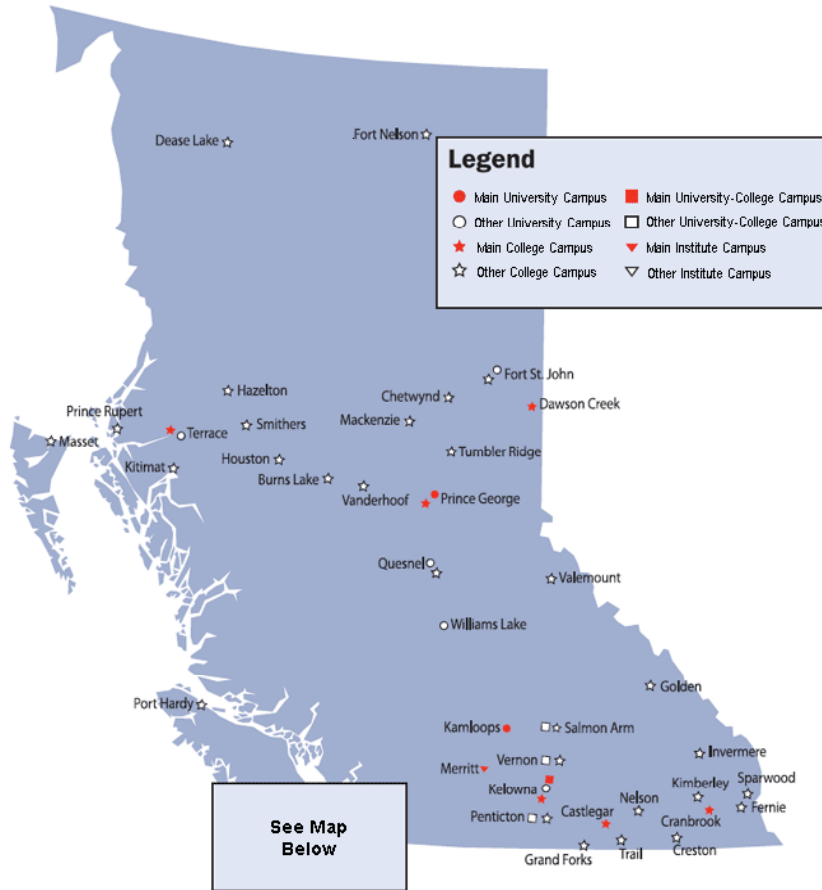 Dease Lake
.Fort Nelson
Legend
Main University Campus
Main University-College Campus
Other University Campus
Other University-College Campus
Main College Campus
Main Institute Campus
Other College Campus
Other Institute Campus
Fort St. John
Hazelton
Chetwynd
Dawson Creek
Prince Rupert
Mackenzie
Smithers
Terrace
Masset
Tumbler Ridge
Houston
Kitimat
Burns Lake
Vanderhoof
Prince George
Quesnel
Valemount
Williams Lake
Golden
Port Hardy
Kamloops
Salmon Arm
Invermere
Vernon
Merritt
Sparwood
Kimberley
Kelowna
Nelson
Castlegar
Fernie
Penticton
Cranbrook
See Map
Below
Creston
Trail
Grand Forks